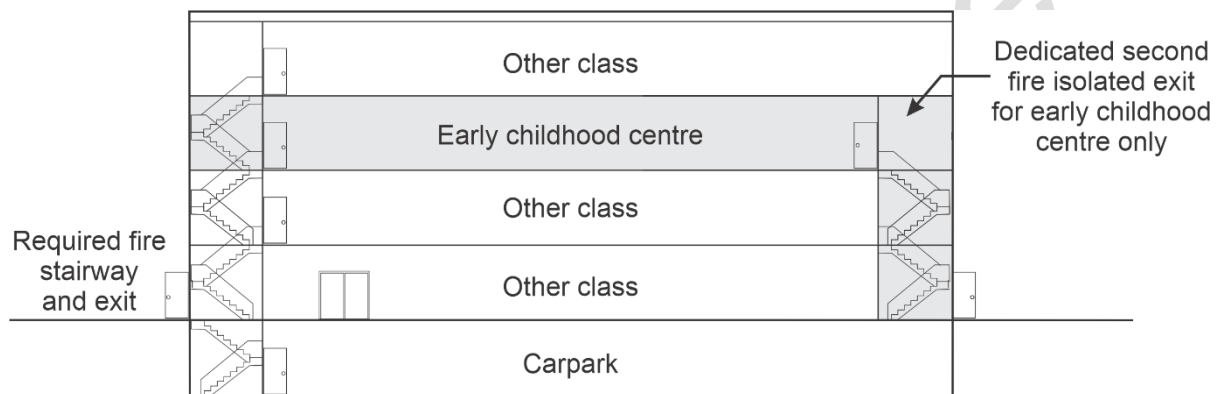 Other class
Dedicated second
fire isolated exit
for early childhood
centre only
Early childhood centre
Other class
Required fire
stairway
and exit
Other class
Carpark